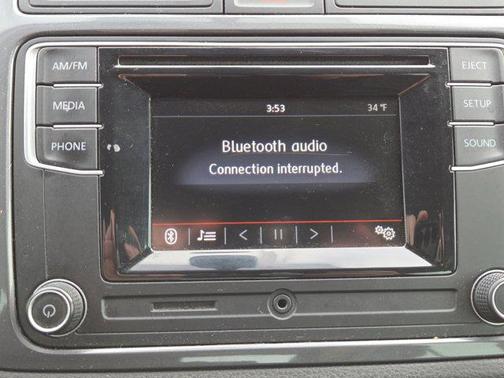 AM/FM
MEDIA
PHONE
3:53
34 °F
Bluetooth audio
Connection interrupted.
EJECT
SETUP
SOUND